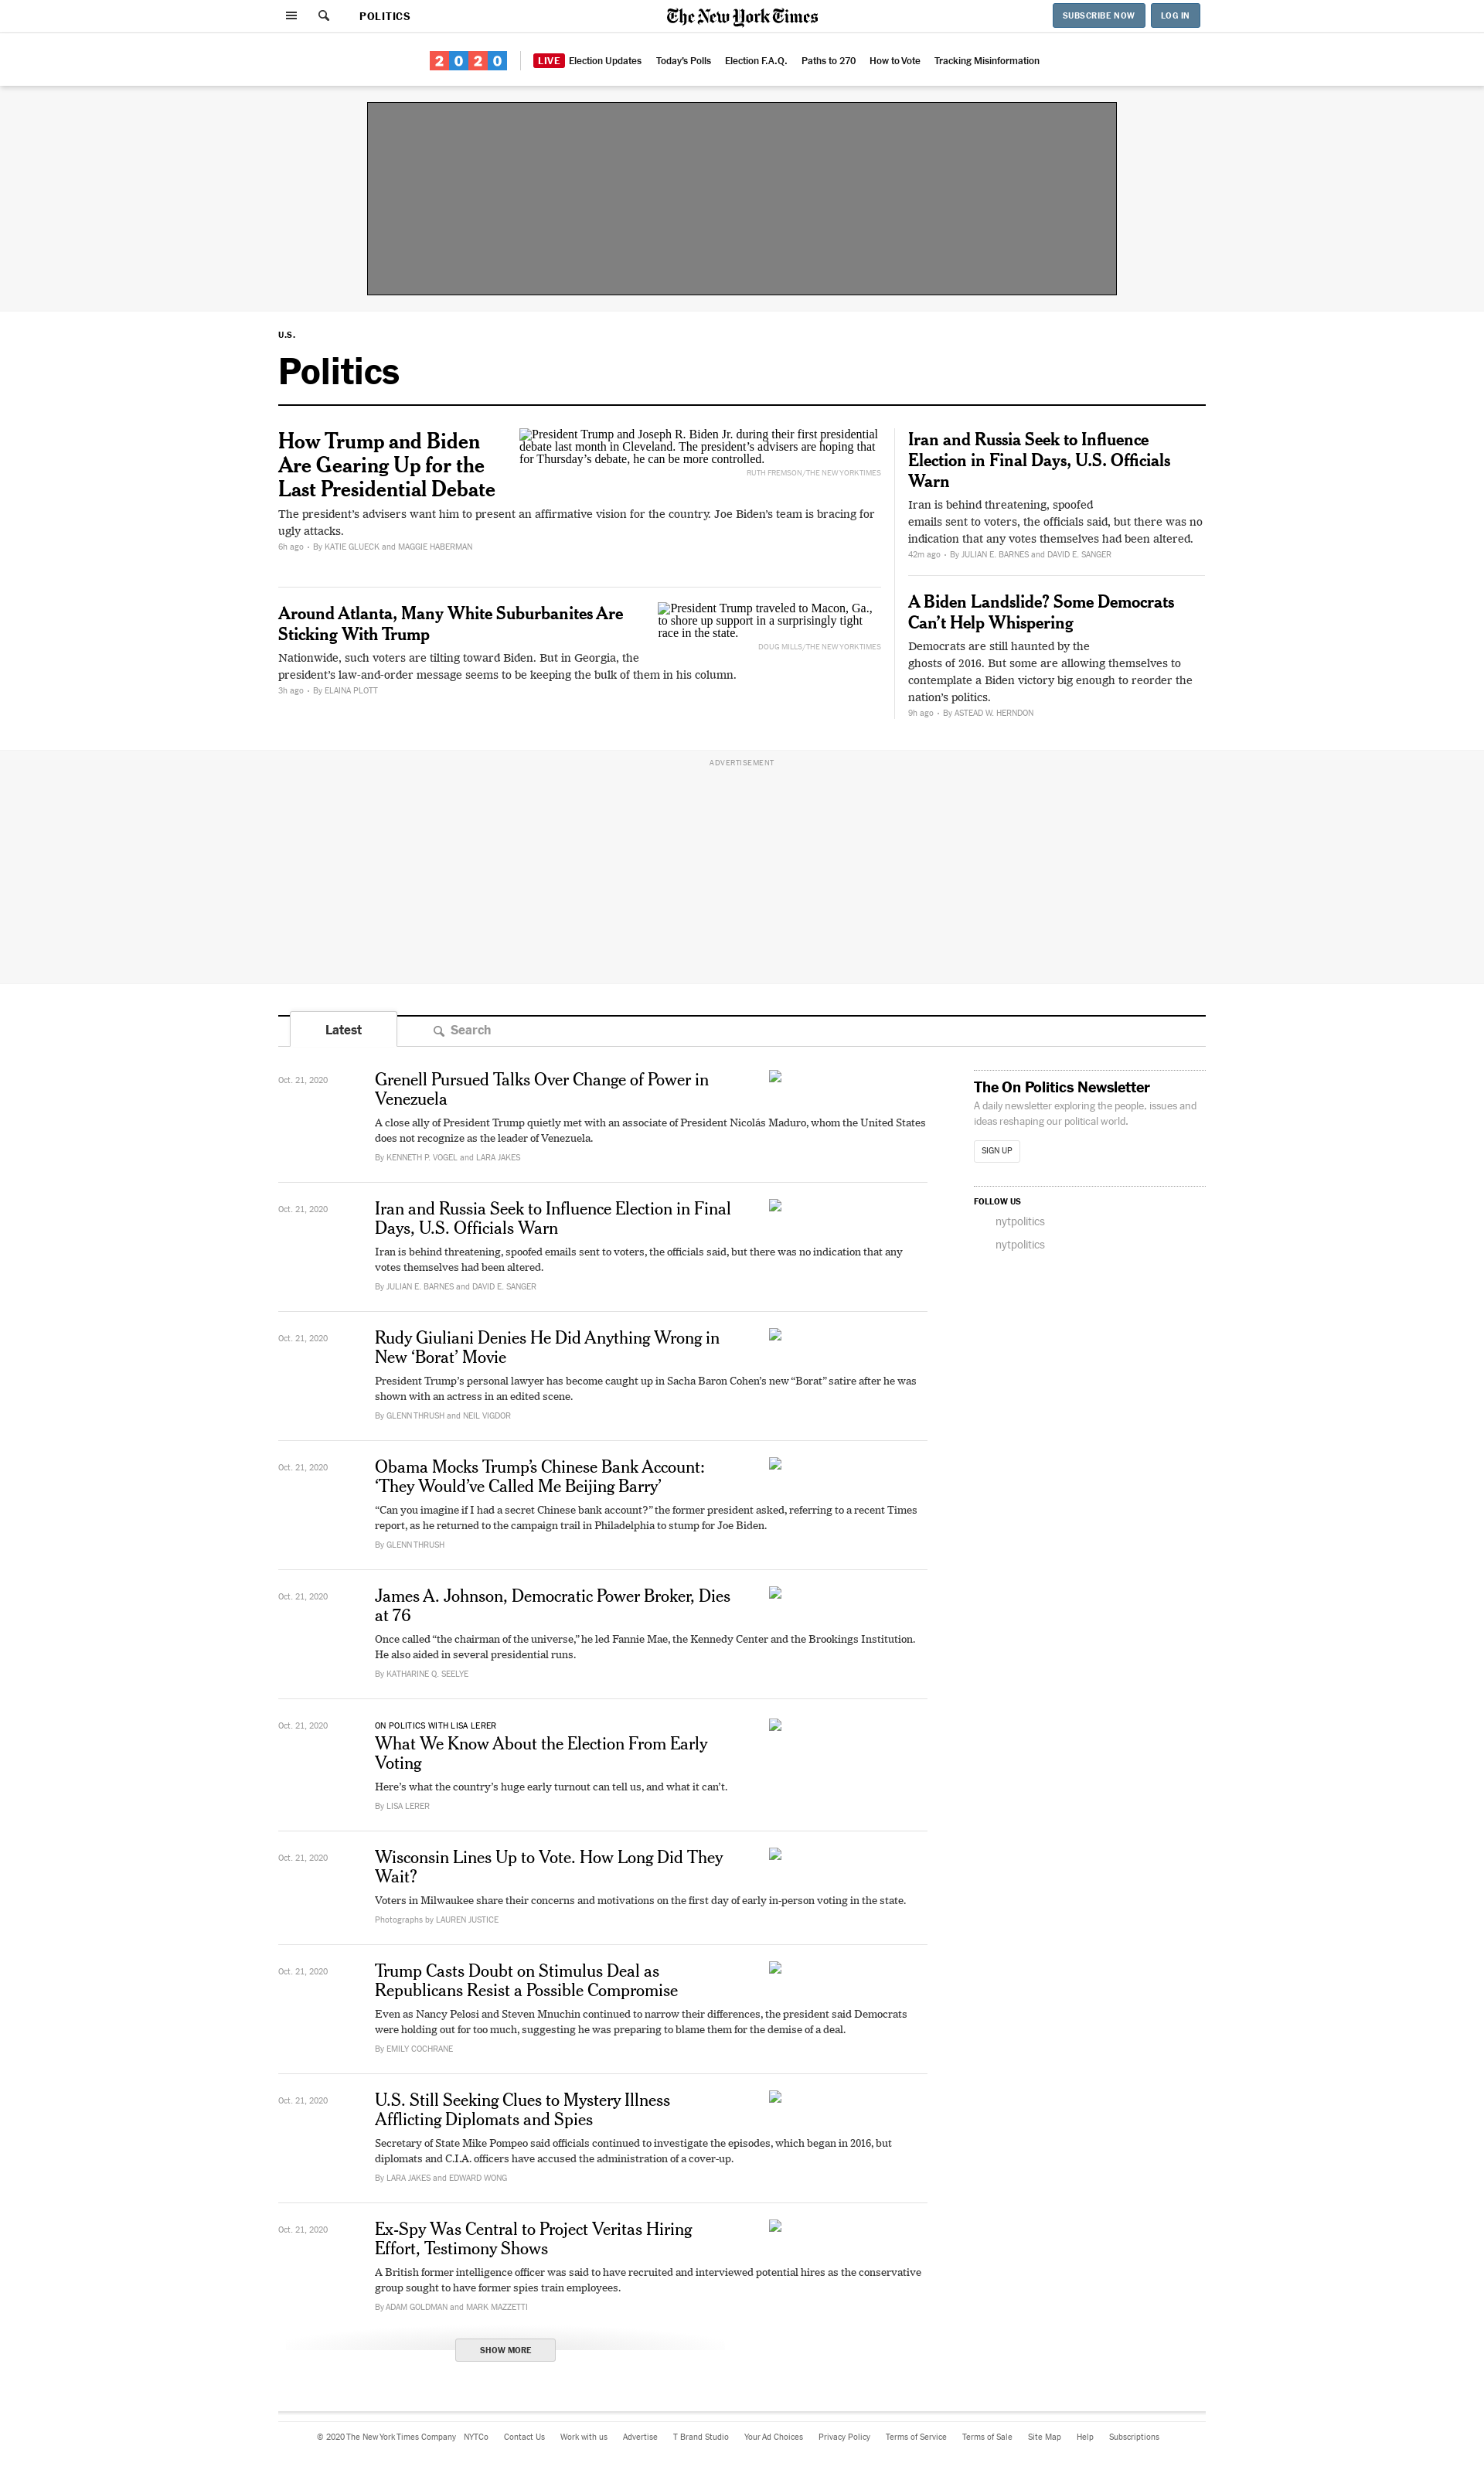 POLITICS
The New York Times
SUBSCRIBE NOW
LOG IN
2020
LIVE Election Updates
Today's Polls
Election F.A.Q.
Paths to 270
How to Vote
Tracking Misinformation
U.S.
Politics
How Trump and Biden
Are Gearing Up for the
Last Presidential Debate
President Trump and Joseph R. Biden Jr. during their first presidential
debate last month in Cleveland. The president's advisers are hoping that
for Thursday's debate, he can be more controlled.
RUTH FREMSON/THE NEW YORK TIMES
The president's advisers want him to present an affirmative vision for the country. Joe Biden's team is bracing for
ugly attacks.
6h ago • By KATIE GLUECK and MAGGIE HABERMAN
Around Atlanta, Many White Suburbanites Are
Sticking With Trump
President Trump traveled to Macon, Ga.,
to shore up support in a surprisingly tight
race in the state.
DOUG MILLS/THE NEW YORK TIMES
Nationwide, such voters are tilting toward Biden. But in Georgia, the
president's law-and-order message seems to be keeping the bulk of them in his column.
3h ago • By ELAINA PLOTT
Iran and Russia Seek to Influence
Election in Final Days, U.S. Officials
Warn
Iran is behind threatening, spoofed
emails sent to voters, the officials said, but there was no
indication that any votes themselves had been altered.
42m ago • By JULIAN E. BARNES and DAVID E. SANGER
A Biden Landslide? Some Democrats
Can't Help Whispering
Democrats are still haunted by the
ghosts of 2016. But some are allowing themselves to
contemplate a Biden victory big enough to reorder the
nation's politics.
9h ago • By ASTEAD W. HERNDON
ADVERTISEMENT
Latest
Search
Oct. 21, 2020
Grenell Pursued Talks Over Change of Power in
Venezuela
A close ally of President Trump quietly met with an associate of President Nicolás Maduro, whom the United States
does not recognize as the leader of Venezuela.
By KENNETH P. VOGEL and LARA JAKES
Oct. 21, 2020
Iran and Russia Seek to Influence Election in Final
Days, U.S. Officials Warn
Iran is behind threatening, spoofed emails sent to voters, the officials said, but there was no indication that any
votes themselves had been altered.
By JULIAN E. BARNES and DAVID E. SANGER
Oct. 21, 2020
Rudy Giuliani Denies He Did Anything Wrong in
New 'Borat' Movie
President Trump's personal lawyer has become caught up in Sacha Baron Cohen's new "Borat" satire after he was
shown with an actress in an edited scene.
By GLENN THRUSH and NEIL VIGDOR
Oct. 21, 2020
Obama Mocks Trump's Chinese Bank Account:
'They Would've Called Me Beijing Barry'
"Can you imagine if I had a secret Chinese bank account?" the former president asked, referring to a recent Times
report, as he returned to the campaign trail in Philadelphia to stump for Joe Biden.
By GLENN THRUSH
Oct. 21, 2020
James A. Johnson, Democratic Power Broker, Dies
at 76
Once called "the chairman of the universe," he led Fannie Mae, the Kennedy Center and the Brookings Institution.
He also aided in several presidential runs.
By KATHARINE Q. SEELYE
Oct. 21, 2020
ON POLITICS WITH LISA LERER
What We Know About the Election From Early
Voting
Here's what the country's huge early turnout can tell us, and what it can't.
By LISA LERER
Oct. 21, 2020
Wisconsin Lines Up to Vote. How Long Did They
Wait?
Voters in Milwaukee share their concerns and motivations on the first day of early in-person voting in the state.
Photographs by LAUREN JUSTICE
Oct. 21, 2020
Trump Casts Doubt on Stimulus Deal as
Republicans Resist a Possible Compromise
Even as Nancy Pelosi and Steven Mnuchin continued to narrow their differences, the president said Democrats
were holding out for too much, suggesting he was preparing to blame them for the demise of a deal.
By EMILY COCHRANE
Oct. 21, 2020
U.S. Still Seeking Clues to Mystery Illness
Afflicting Diplomats and Spies
Secretary of State Mike Pompeo said officials continued to investigate the episodes, which began in 2016, but
diplomats and C.I.A. officers have accused the administration of a cover-up.
By LARA JAKES and EDWARD WONG
Oct. 21, 2020
Ex-Spy Was Central to Project Veritas Hiring
Effort, Testimony Shows
A British former intelligence officer was said to have recruited and interviewed potential hires as the conservative
group sought to have former spies train employees.
By ADAM GOLDMAN and MARK MAZZETTI
SHOW MORE
The On Politics Newsletter
A daily newsletter exploring the people, issues and
ideas reshaping our political world.
SIGN UP
FOLLOW US
nytpolitics
nytpolitics
© 2020 The New York Times Company
NYTCo
Contact Us
Work with us
Advertise
T Brand Studio
Your Ad Choices
Privacy Policy
Terms of Service
Terms of Sale
Site Map
Help
Subscriptions